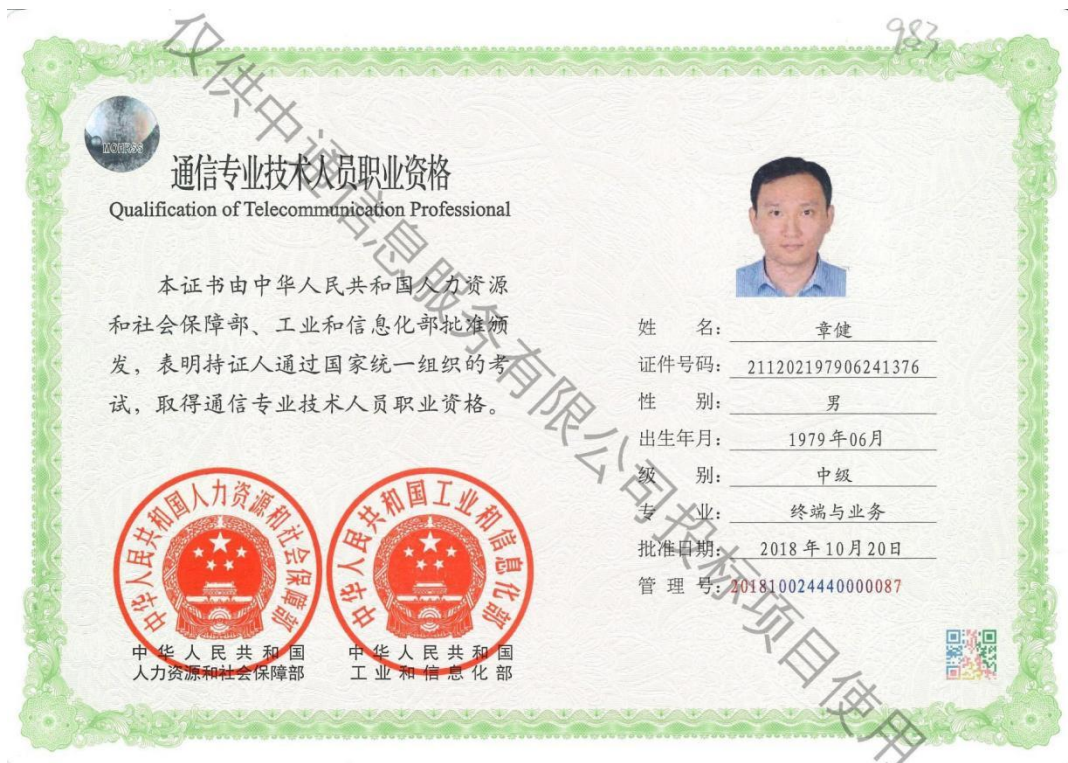 983
MOHRSS
通信专业技术人员职业资格
Qualification of Telecommunication Professional
本证书由中华人民共和国人力资源
和社会保障部、工业和信息化部批准颁
发，表明持证人通过国家统一组织的考
试，取得通信专业技术人员职业资格。
中华人民共和国人力资源和社会保障部
中华人民共和国工业和信息化部
中华人民共和国
人力资源和社会保障部
中华人民共和国
工业和信息化部
姓 名： 章健
证件号码： 211202197906241376
性 别： 男
出生年月： 1979年06月
级 别： 中级
专 业： 终端与业务
批准日期： 2018年10月20日
管 理 号：201810024440000087
仅供中通信息服务有限公司投标项目使用